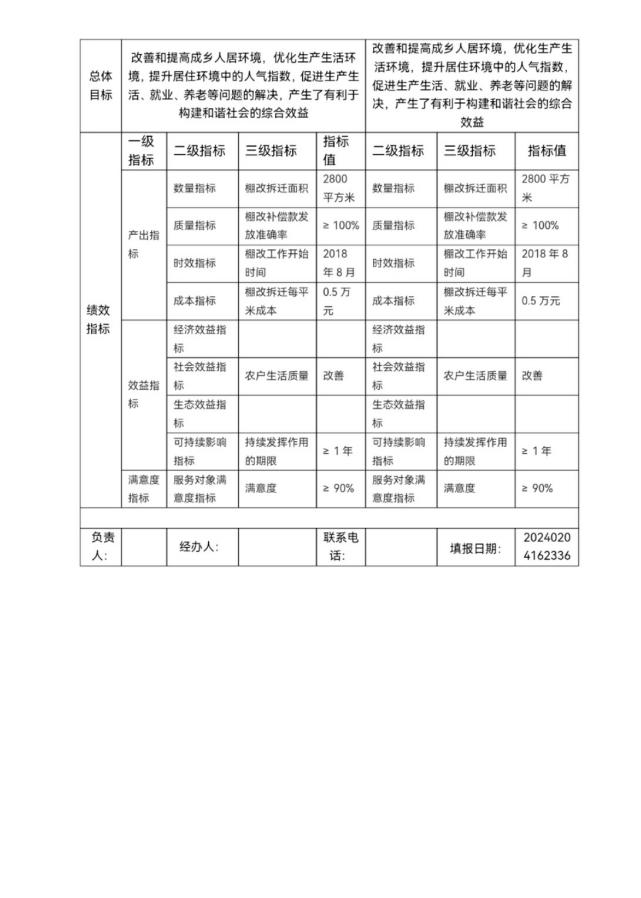 总体
目标
改善和提高成乡人居环境，优化生产生活环
境，提升居住环境中的人气指数，促进生产生
活、就业、养老等问题的解决，产生了有利于
构建和谐社会的综合效益
改善和提高成乡人居环境，优化生产生
活环境，提升居住环境中的人气指数，
促进生产生活、就业、养老等问题的解
决，产生了有利于构建和谐社会的综合
效益
绩效
指标
一级
指标
二级指标
三级指标
指标
值
二级指标
三级指标
指标值
产出指
标
数量指标
棚改拆迁面积
2800
平方米
数量指标
棚改拆迁面积
2800 平方
米
质量指标
棚改补偿款发
放准确率
≥ 100%
质量指标
棚改补偿款发
放准确率
≥ 100%
时效指标
棚改工作开始
时间
2018
年 8 月
时效指标
棚改工作开始
时间
2018 年 8
月
成本指标
棚改拆迁每平
米成本
0.5 万
元
成本指标
棚改拆迁每平
米成本
0.5 万元
效益指
标
经济效益指
标
经济效益指
标
社会效益指
标
农户生活质量
改善
社会效益指
标
农户生活质量
改善
生态效益指
标
生态效益指
标
可持续影响
指标
持续发挥作用
的期限
≥ 1 年
可持续影响
指标
持续发挥作用
的期限
≥ 1 年
满意度
指标
服务对象满
意度指标
满意度
≥ 90%
服务对象满
意度指标
满意度
≥ 90%
负责
人：
经办人：
联系电
话：
填报日期：
2024020
4162336